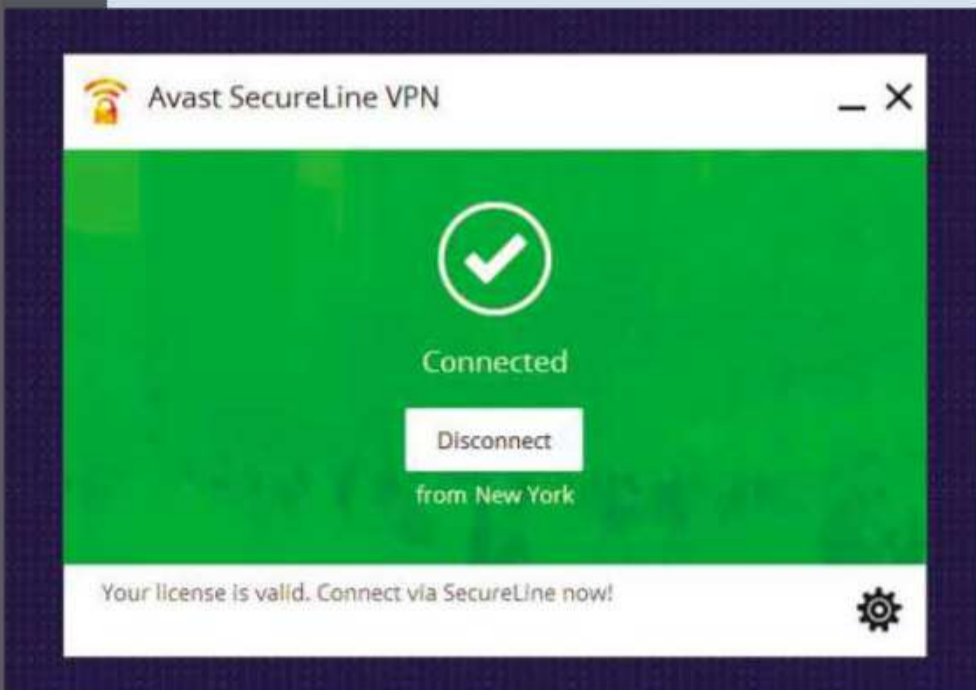 Avast SecureLine VPN
Connected
Disconnect
from New York
Your license is valid. Connect via SecureLine now!